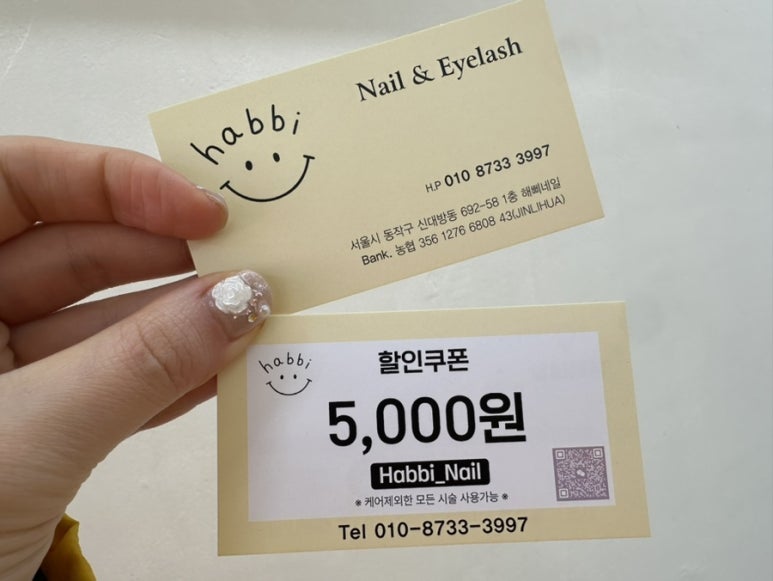 habbi
Nail & Eyelash
H.P 010 8733 3997
서울시 동작구 신대방동 692-58 1층 해삐네일
Bank. 농협 356 1276 6808 43(JINLIHUA)
habbi
할인쿠폰
5,000원
Habbi_Nail
※ 케어제외한 모든 시술 사용가능 ※
Tel 010-8733-3997